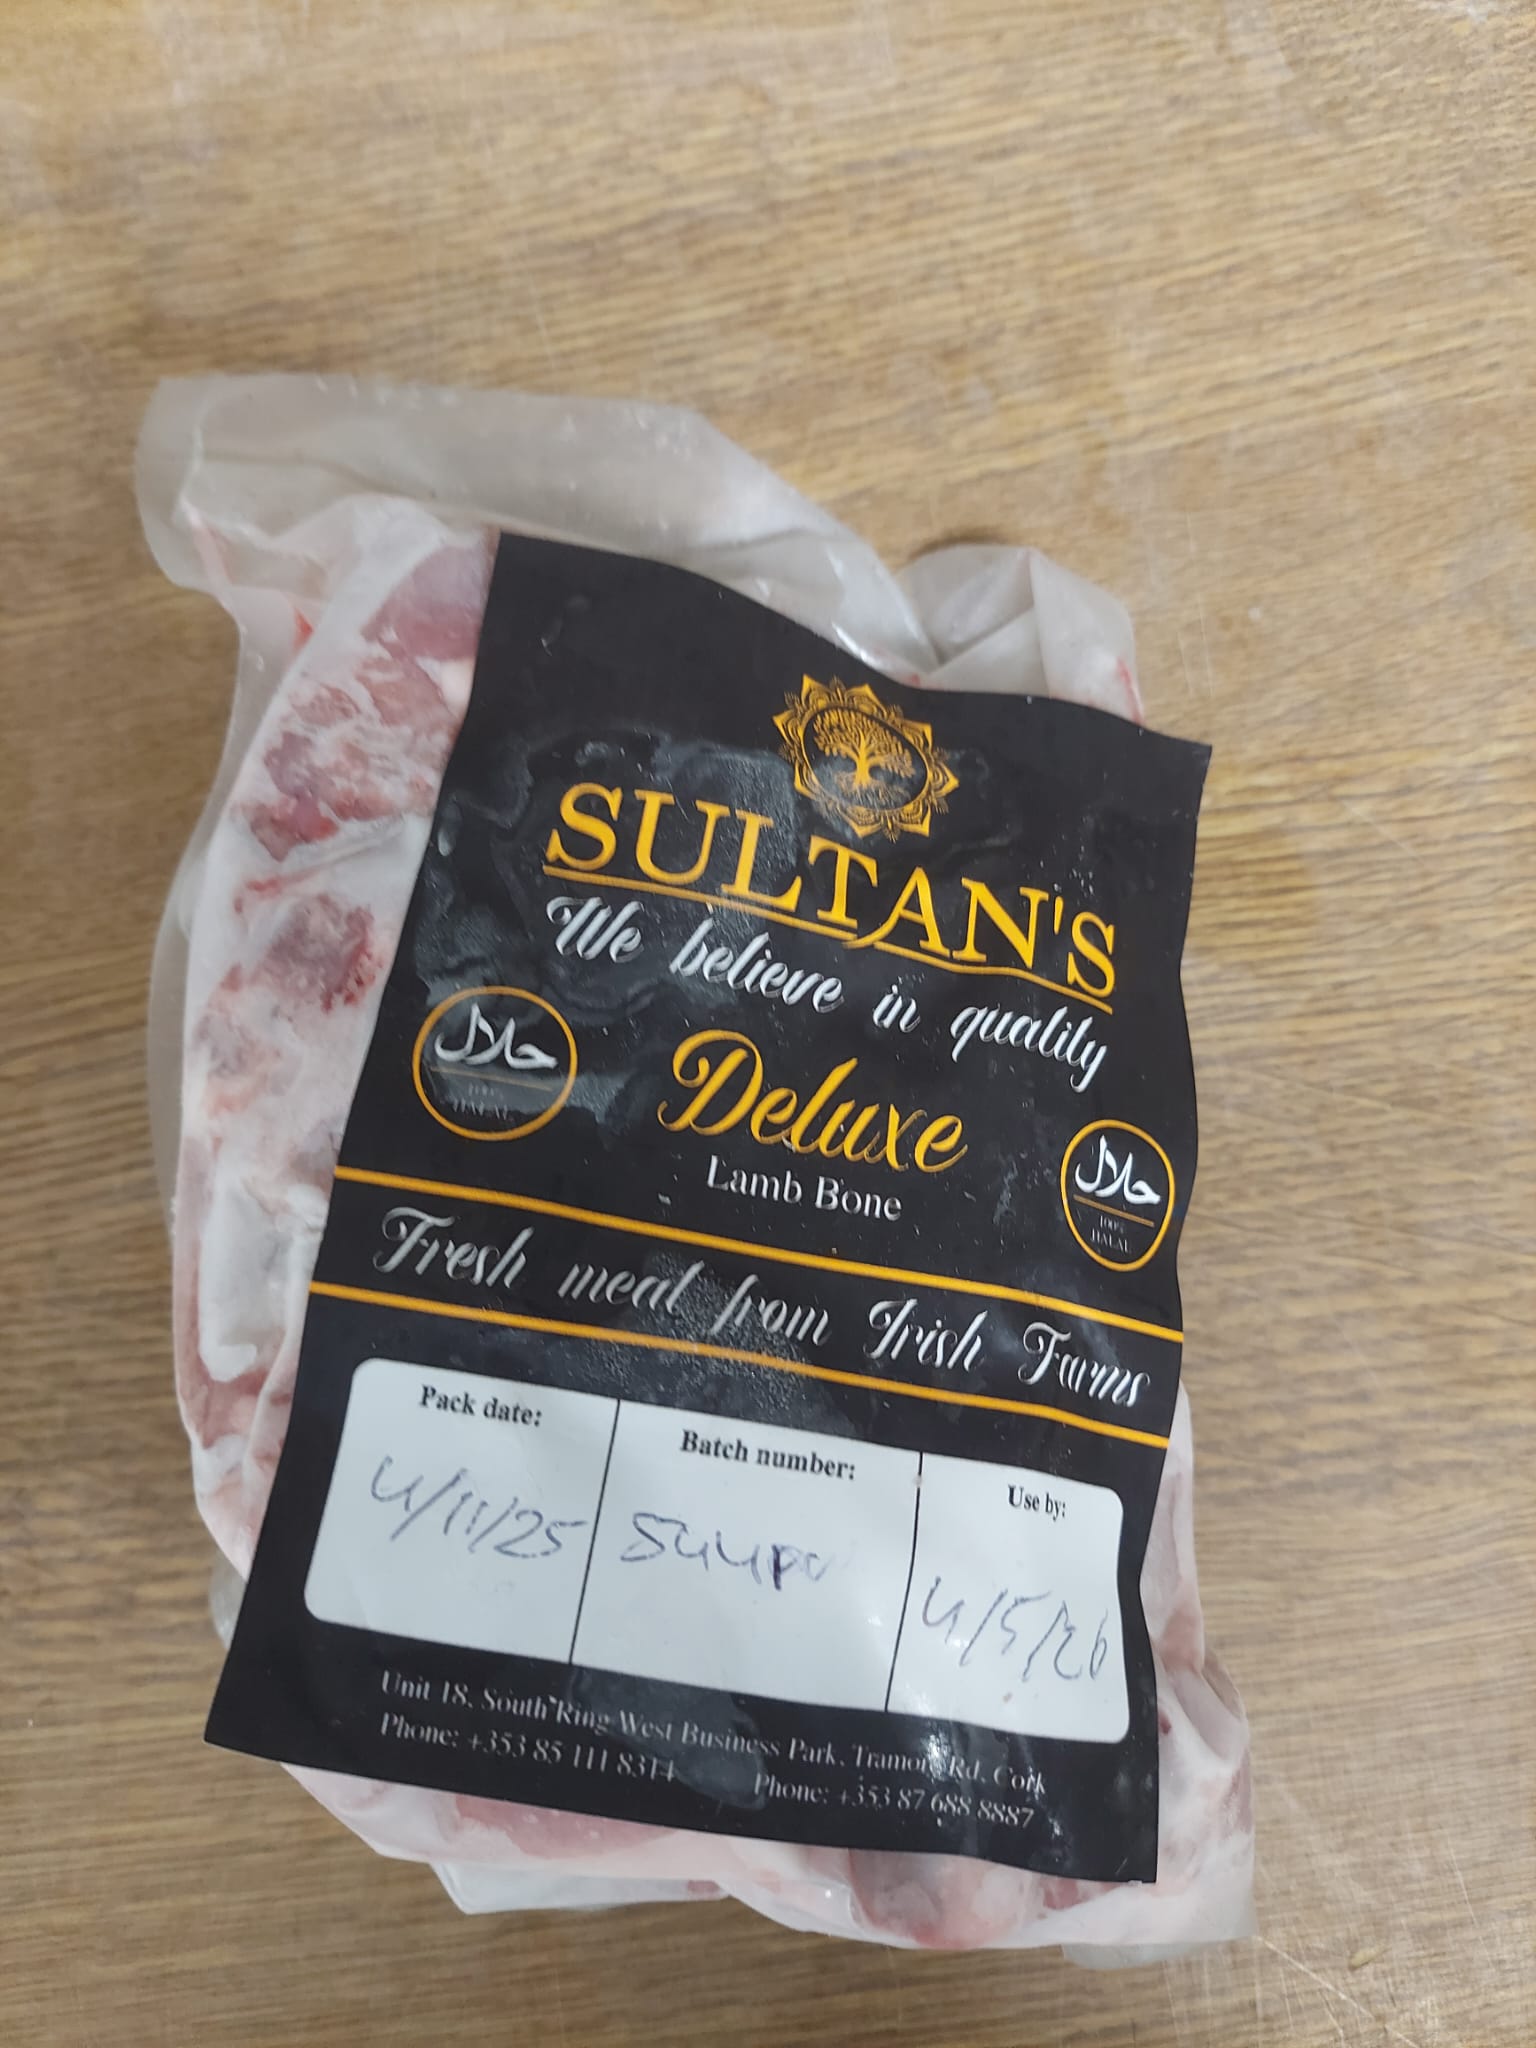 SULTAN'S
We believe in quality
حلال
HALAL
Deluxe
Lamb Bone
حلال
100%
HALAL
Fresh meat from Irish Farms
Pack date:
Batch number:
Use by:
4/11/25
4/5/26
Unit 18, South Ring West Business Park, Tramore Rd, Cork
Phone: +353 85 111 8314
Phone: +353 87 688 8887